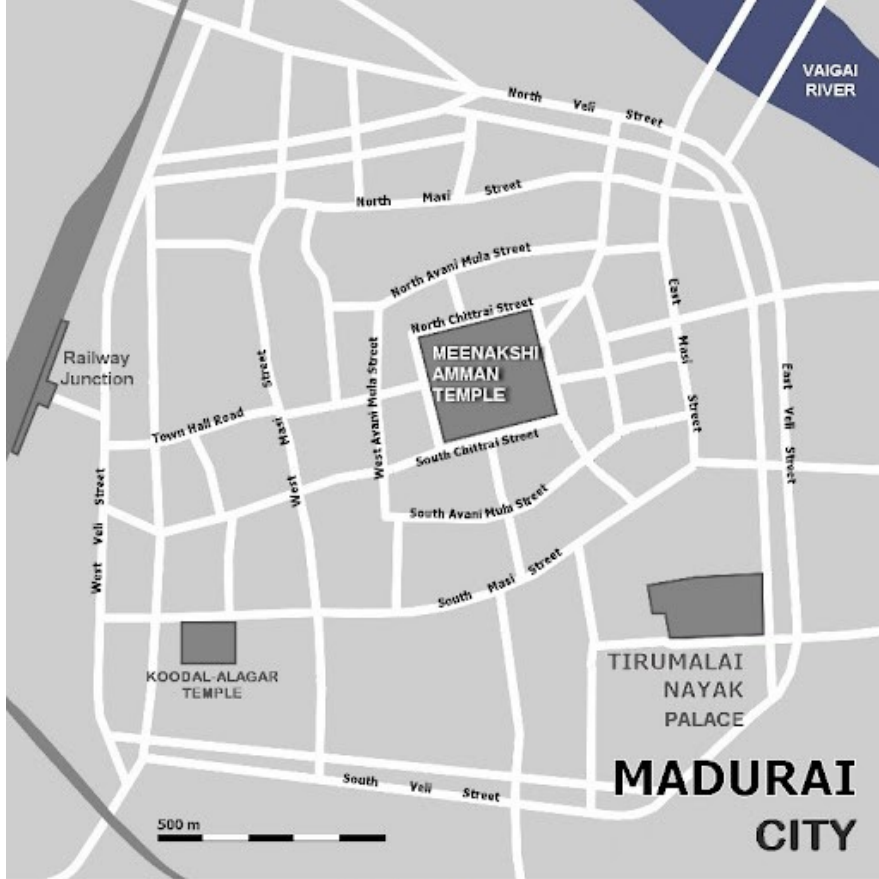 VAIGAI
RIVER
North Veli Street
North Masi Street
North Avani Mula Street
North Chittrai Street
East Masi Street
MEENAKSHI
AMMAN
TEMPLE
Railway
Junction
West Masi Street
West Avani Mula Street
East Veli Street
Town Hall Road
South Chittrai Street
West Veli Street
South Avani Mula Street
South Masi Street
KOODAL-ALAGAR
TEMPLE
TIRUMALAI
NAYAK
PALACE
South Veli Street
MADURAI
CITY
500 m